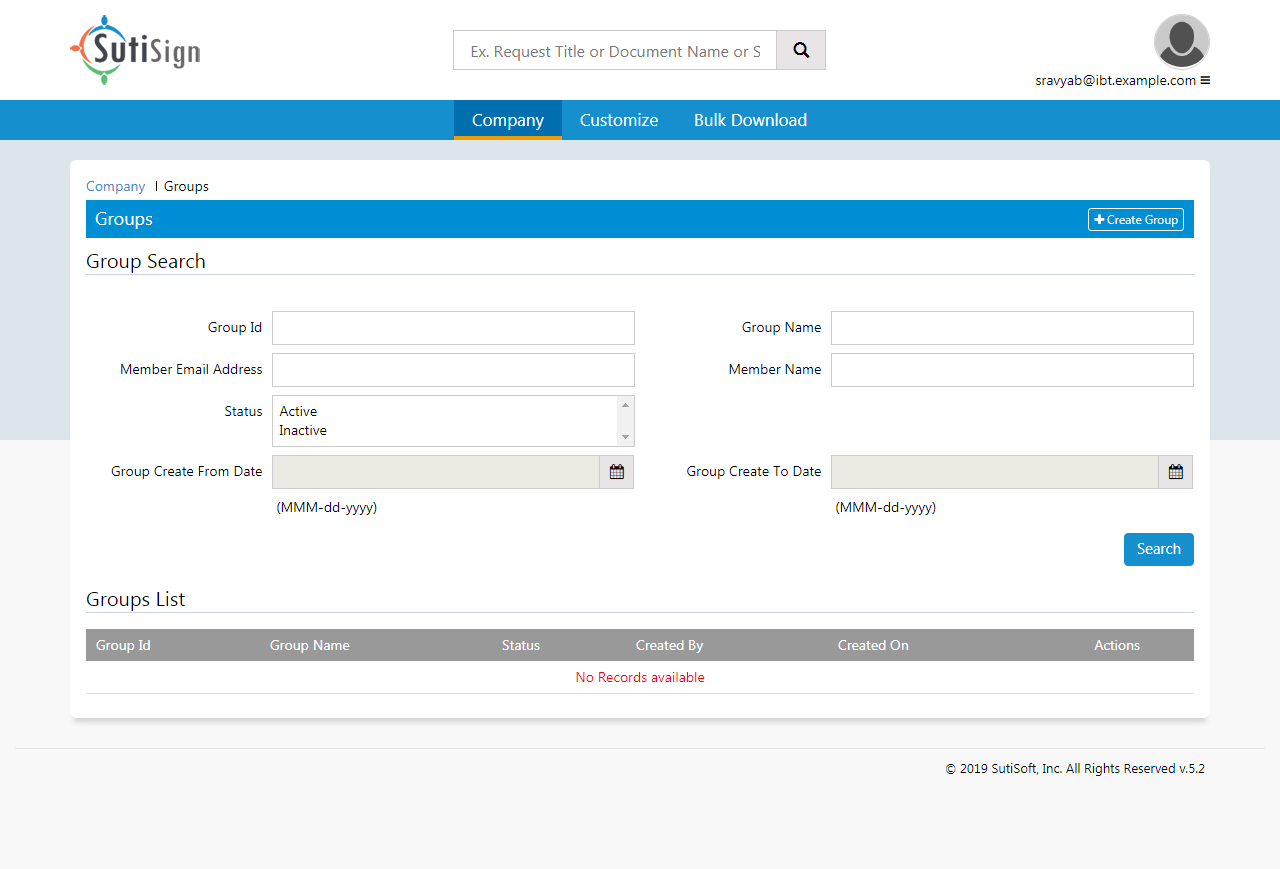 SutiSign
Ex. Request Title or Document Name or S
sravyab@ibt.example.com
Company Customize Bulk Download
Company | Groups
Groups
Create Group
Group Search
Group Id
Group Name
Member Email Address
Member Name
Status
Active
Inactive
Group Create From Date
Group Create To Date
(MMM-dd-yyyy)
(MMM-dd-yyyy)
Search
Groups List
Group Id Group Name Status Created By Created On Actions
No Records available
© 2019 SutiSoft, Inc. All Rights Reserved v.5.2